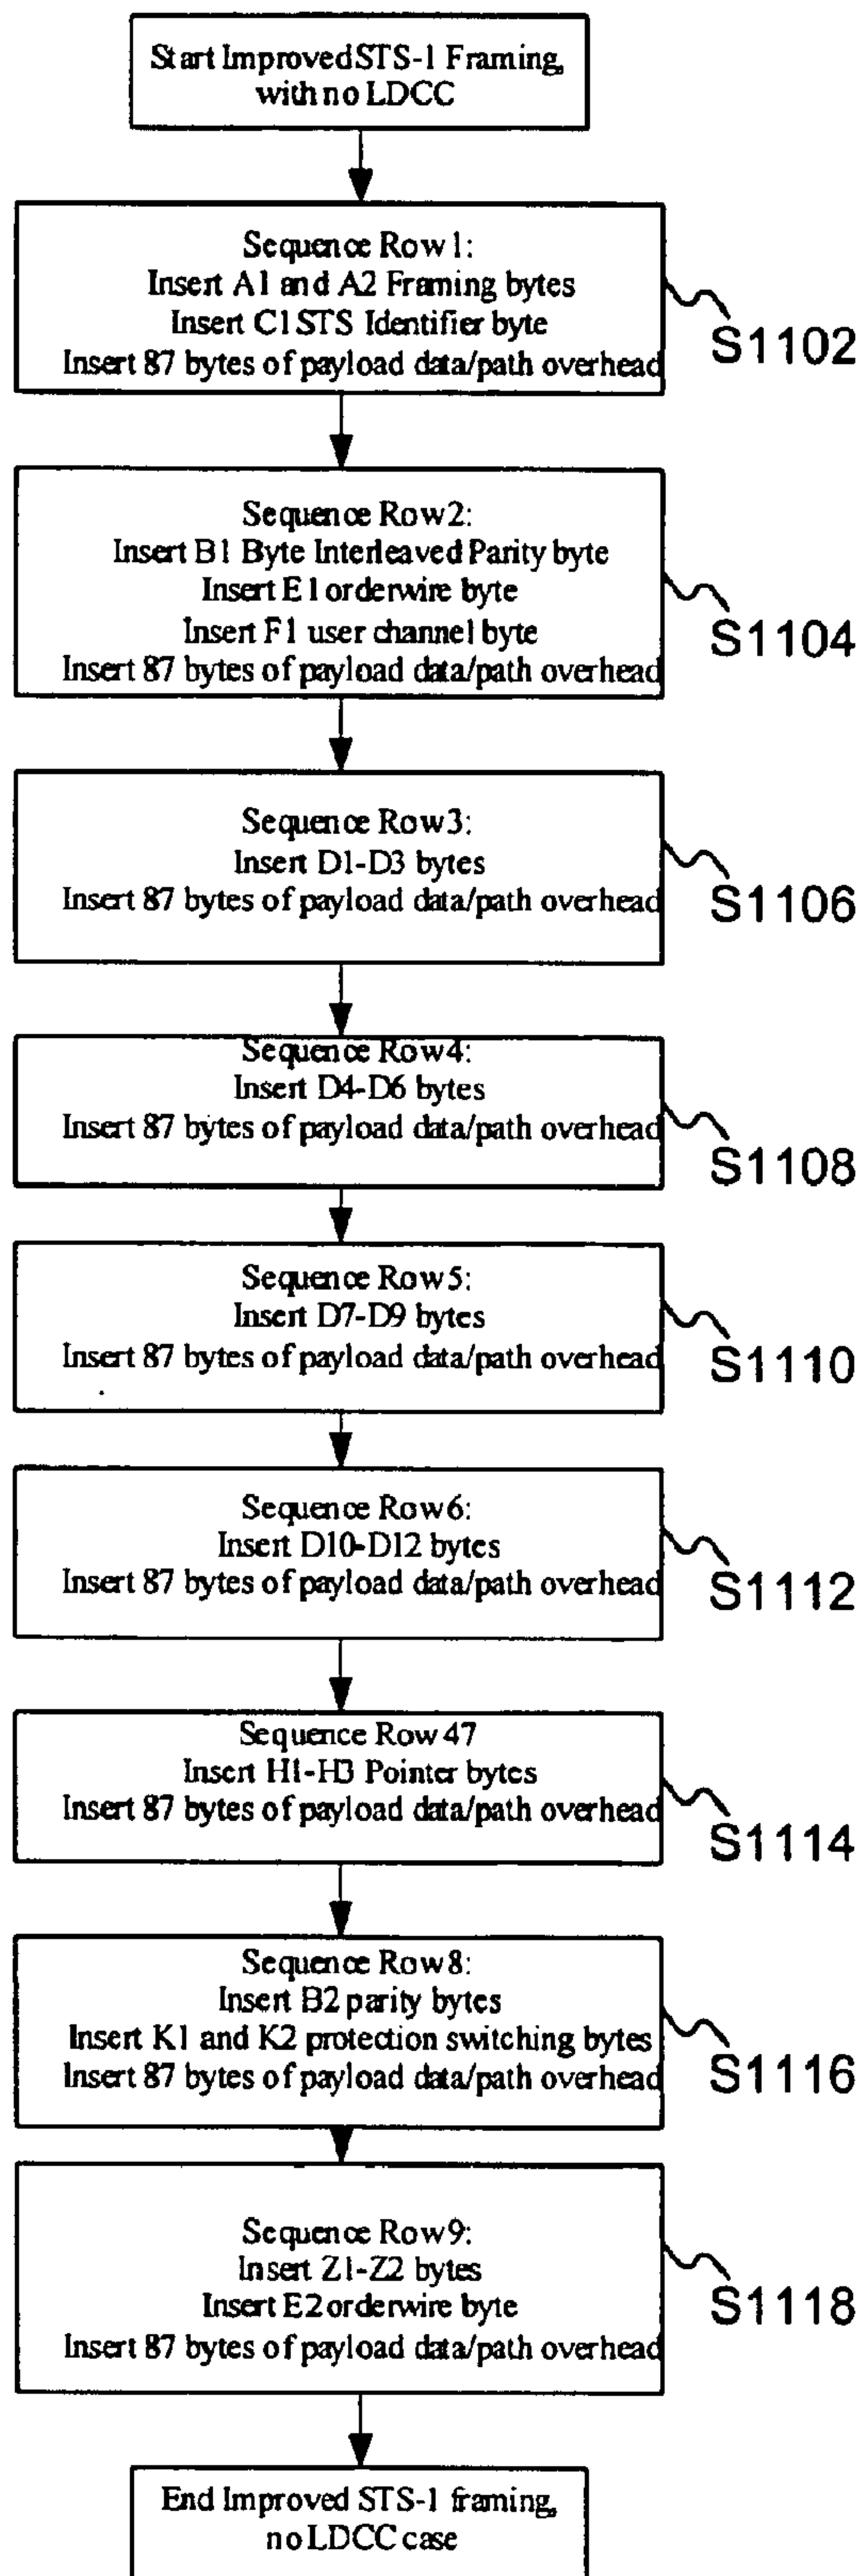 Start Improved STS-1 Framing,
with no LDCC
Sequence Row 1:
Insert A1 and A2 Framing bytes
Insert C1 STS Identifier byte
Insert 87 bytes of payload data/path overhead
S1102
Sequence Row 2:
Insert B1 Byte Interleaved Parity byte
Insert E1 orderwire byte
Insert F1 user channel byte
Insert 87 bytes of payload data/path overhead
S1104
Sequence Row 3:
Insert D1-D3 bytes
Insert 87 bytes of payload data/path overhead
S1106
Sequence Row 4:
Insert D4-D6 bytes
Insert 87 bytes of payload data/path overhead
S1108
Sequence Row 5:
Insert D7-D9 bytes
Insert 87 bytes of payload data/path overhead
S1110
Sequence Row 6:
Insert D10-D12 bytes
Insert 87 bytes of payload data/path overhead
S1112
Sequence Row 47
Insert H1-H3 Pointer bytes
Insert 87 bytes of payload data/path overhead
S1114
Sequence Row 8:
Insert B2 parity bytes
Insert K1 and K2 protection switching bytes
Insert 87 bytes of payload data/path overhead
S1116
Sequence Row 9:
Insert Z1-Z2 bytes
Insert E2 orderwire byte
Insert 87 bytes of payload data/path overhead
S1118
End Improved STS-1 framing,
no LDCC case